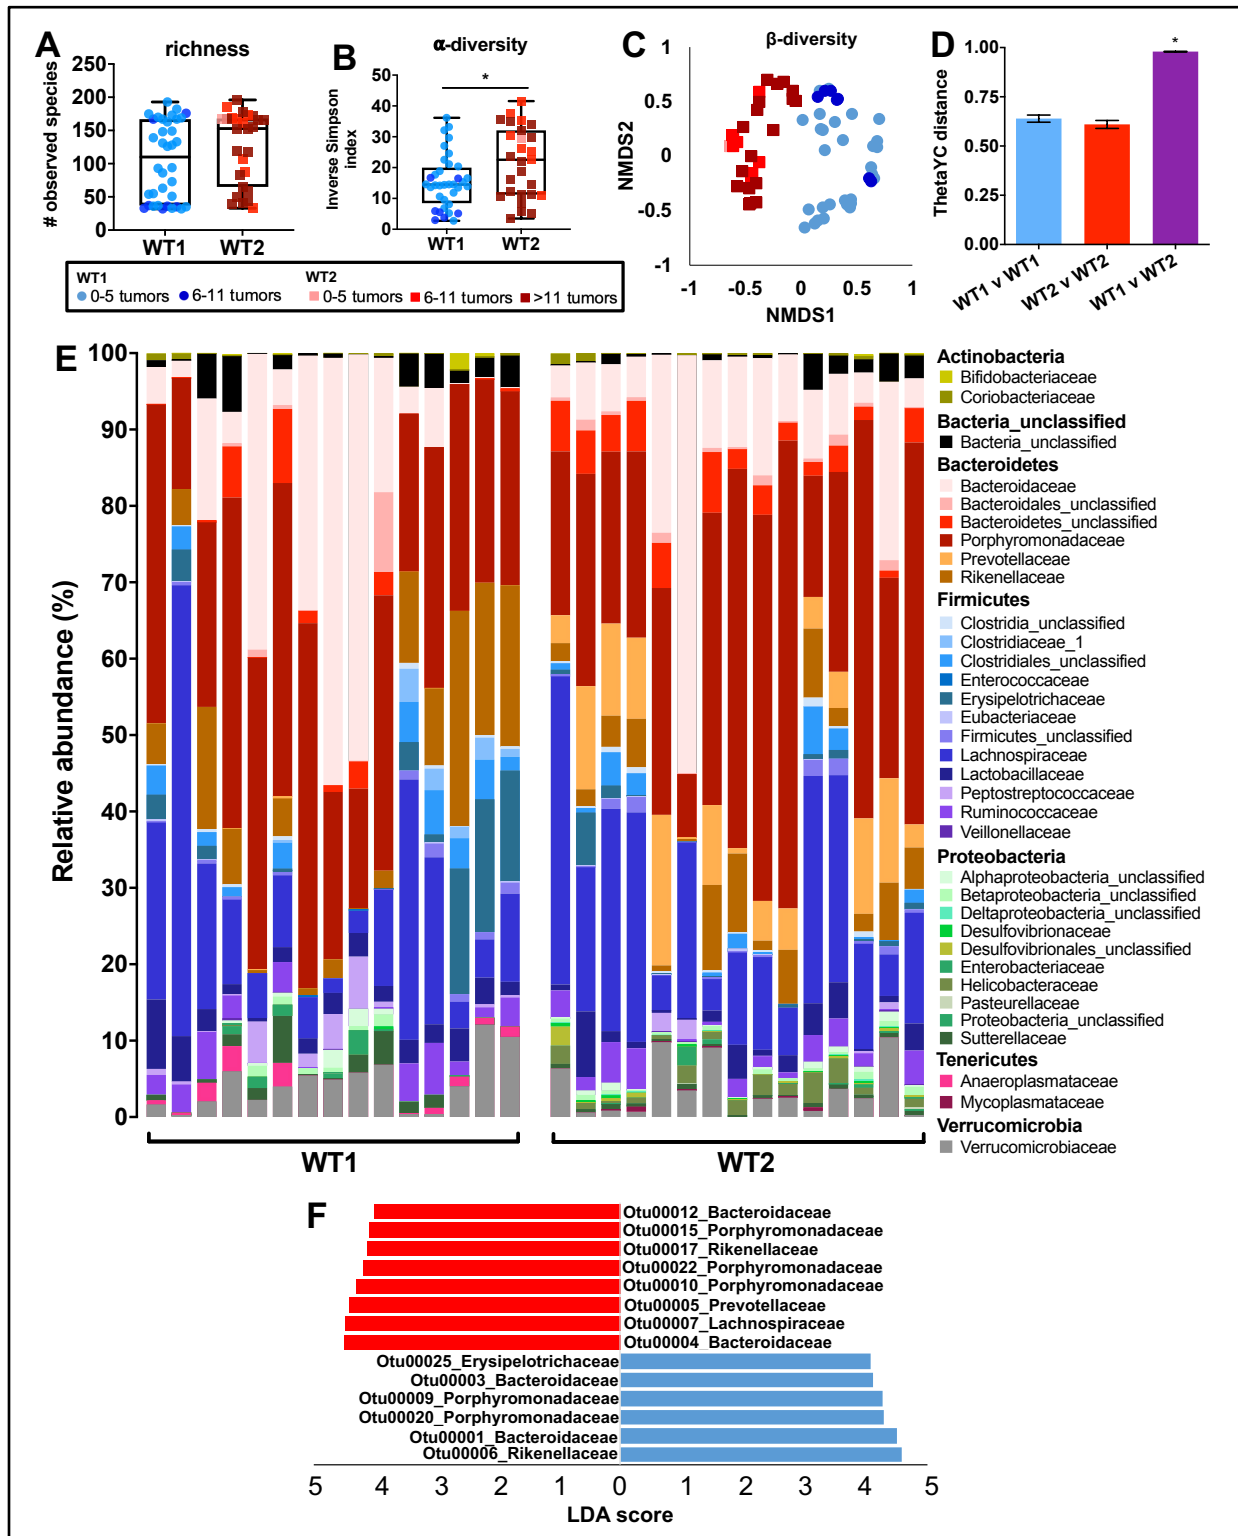 A
richness
# observed species
250
200
150
100
50
0
WT1
WT2
B
α-diversity
Inverse Simpson
index
*
50
40
30
20
10
0
WT1
WT2
WT1
0-5 tumors
6-11 tumors
WT2
0-5 tumors
6-11 tumors
>11 tumors
C
β-diversity
NMDS2
1
0.5
0
-0.5
-1
-1
-0.5
0
0.5
1
NMDS1
D
ThetaYC distance
*
1.00
0.75
0.50
0.25
0.00
WT1 v WT1
WT2 v WT2
WT1 v WT2
E
Relative abundance (%)
100
90
80
70
60
50
40
30
20
10
0
WT1
WT2
Actinobacteria
Bifidobacteriaceae
Coriobacteriaceae
Bacteria_unclassified
Bacteria_unclassified
Bacteroidetes
Bacteroidaceae
Bacteroidales_unclassified
Bacteroidetes_unclassified
Porphyromonadaceae
Prevotellaceae
Rikenellaceae
Firmicutes
Clostridia_unclassified
Clostridiaceae_1
Clostridiales_unclassified
Enterococcaceae
Erysipelotrichaceae
Eubacteriaceae
Firmicutes_unclassified
Lachnospiraceae
Lactobacillaceae
Peptostreptococcaceae
Ruminococcaceae
Veillonellaceae
Proteobacteria
Alphaproteobacteria_unclassified
Betaproteobacteria_unclassified
Deltaproteobacteria_unclassified
Desulfovibrionaceae
Desulfovibrionales_unclassified
Enterobacteriaceae
Helicobacteraceae
Pasteurellaceae
Proteobacteria_unclassified
Sutterellaceae
Tenericutes
Anaeroplasmataceae
Mycoplasmataceae
Verrucomicrobia
Verrucomicrobiaceae
F
Otu00012_Bacteroidaceae
Otu00015_Porphyromonadaceae
Otu00017_Rikenellaceae
Otu00022_Porphyromonadaceae
Otu00010_Porphyromonadaceae
Otu00005_Prevotellaceae
Otu00007_Lachnospiraceae
Otu00004_Bacteroidaceae
Otu00025_Erysipelotrichaceae
Otu00003_Bacteroidaceae
Otu00009_Porphyromonadaceae
Otu00020_Porphyromonadaceae
Otu00001_Bacteroidaceae
Otu00006_Rikenellaceae
5 4 3 2 1 0 1 2 3 4 5
LDA score